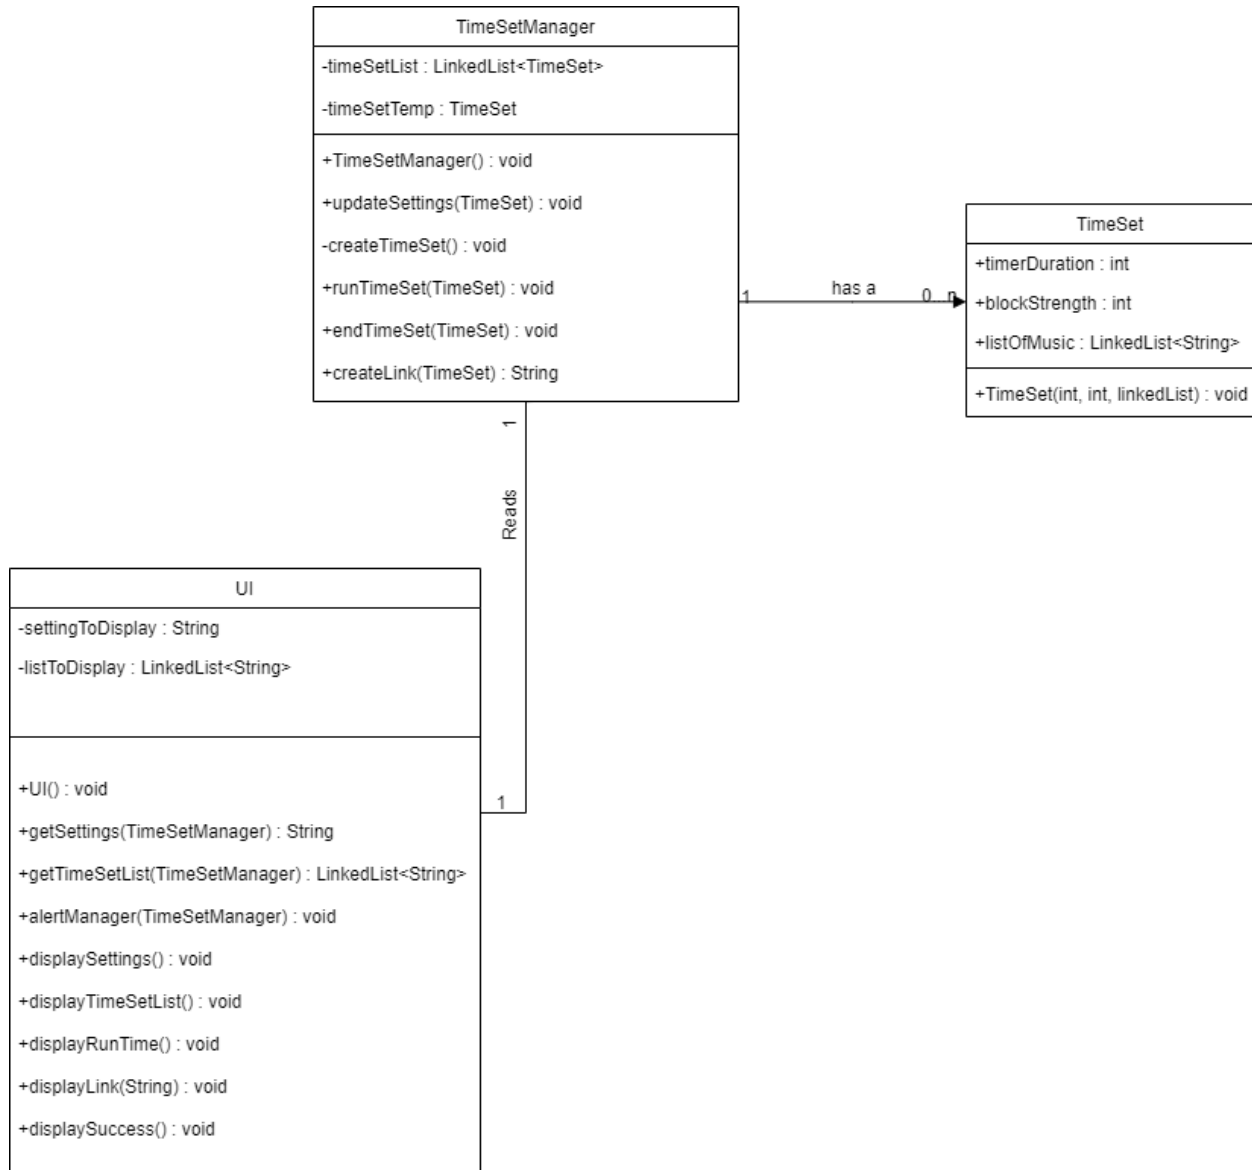 TimeSetManager
-timeSetList : LinkedList<TimeSet>
-timeSetTemp : TimeSet
+TimeSetManager() : void
+updateSettings(TimeSet) : void
-createTimeSet() : void
+runTimeSet(TimeSet) : void
+endTimeSet(TimeSet) : void
+createLink(TimeSet) : String
1
has a
0...n
TimeSet
+timerDuration : int
+blockStrength : int
+listOfMusic : LinkedList<String>
+TimeSet(int, int, linkedList) : void
1
Reads
1
UI
-settingToDisplay : String
-listToDisplay : LinkedList<String>
+UI() : void
+getSettings(TimeSetManager) : String
+getTimeSetList(TimeSetManager) : LinkedList<String>
+alertManager(TimeSetManager) : void
+displaySettings() : void
+displayTimeSetList() : void
+displayRunTime() : void
+displayLink(String) : void
+displaySuccess() : void